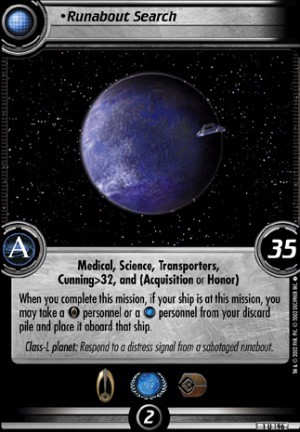 •Runabout Search
A
35
Medical, Science, Transporters,
Cunning>32, and (Acquisition or Honor)
When you complete this mission, if your ship is at this mission, you
may take a personnel or a personnel from your discard
pile and place it aboard that ship.
Class-L planet: Respond to a distress signal from a sabotaged runabout.
2
1 U 196